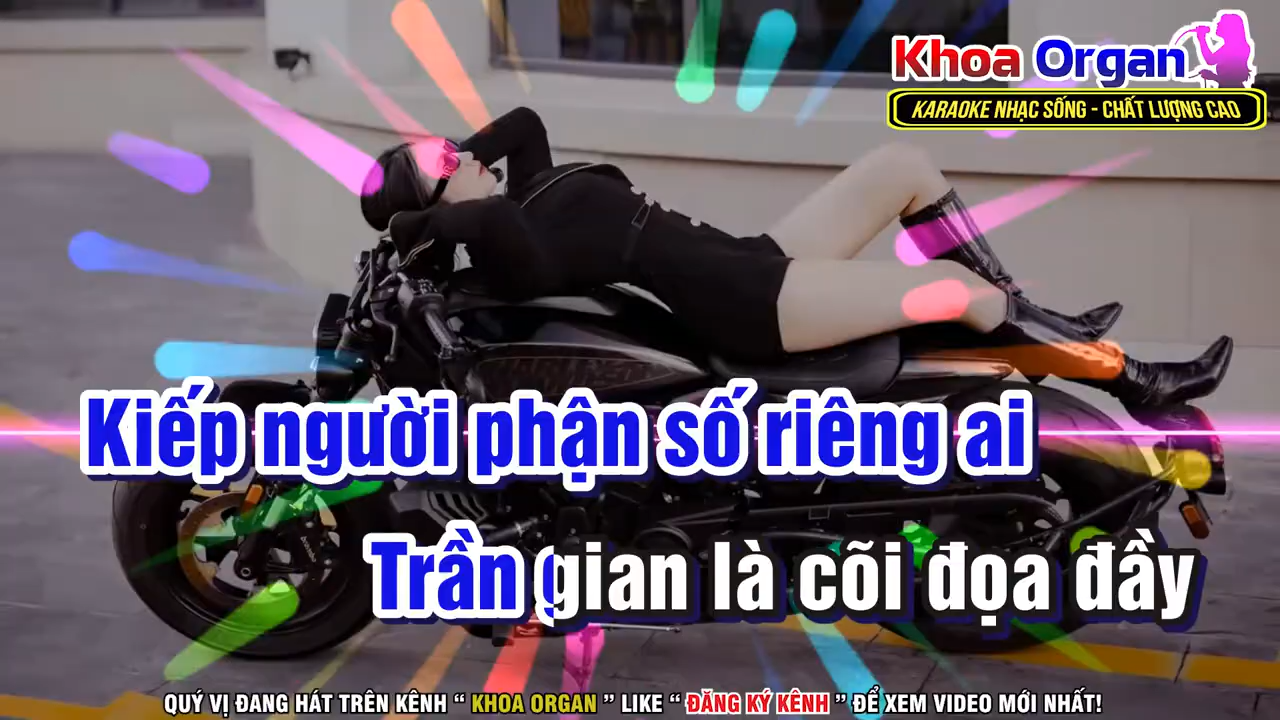 Khoa Organ
KARAOKE NHẠC SỐNG - CHẤT LƯỢNG CAO
Kiếp người phận số riêng ai
Trần gian là cõi đọa đầy
QUÝ VỊ ĐANG HÁT TRÊN KÊNH “ KHOA ORGAN ” LIKE “ ĐĂNG KÝ KÊNH ” ĐỂ XEM VIDEO MỚI NHẤT!